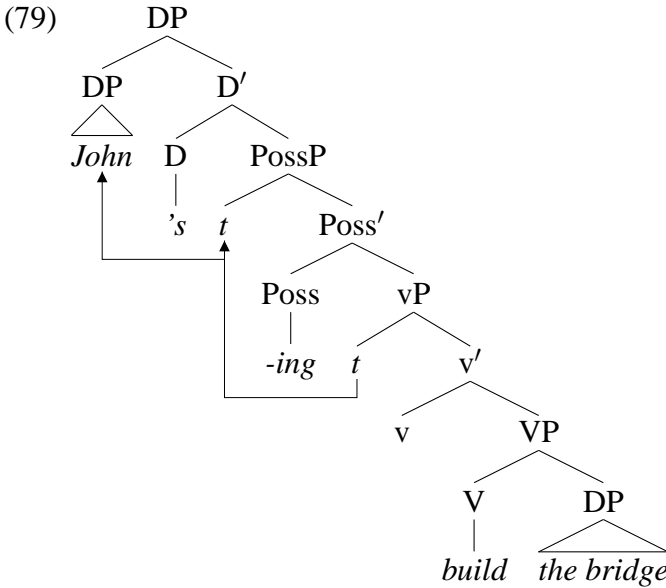 (79) DP
DP D′
John D PossP
’s t Poss′
Poss vP
-ing t v′
v VP
V DP
build the bridge